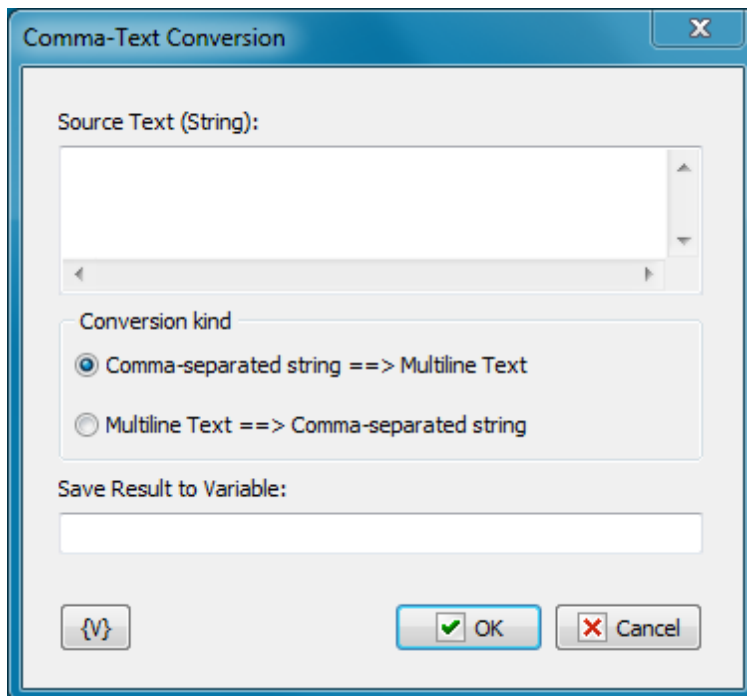 Comma-Text Conversion
Source Text (String):
Conversion kind
Comma-separated string ==> Multiline Text
Multiline Text ==> Comma-separated string
Save Result to Variable:
{V} OK Cancel